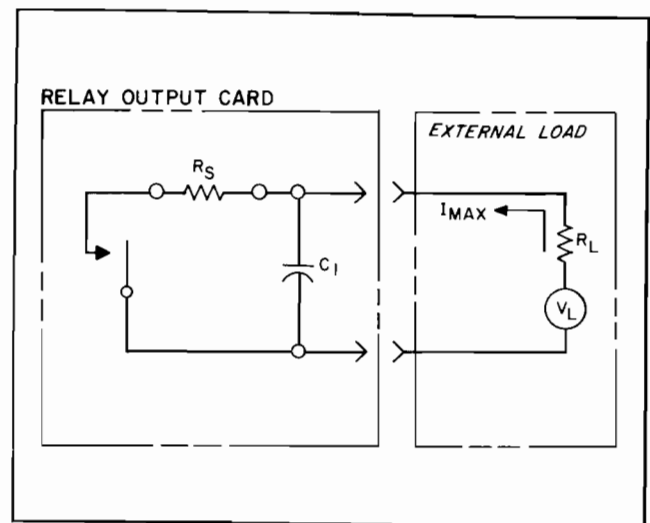 RELAY OUTPUT CARD
EXTERNAL LOAD
RS
IMAX
RL
C1
VL